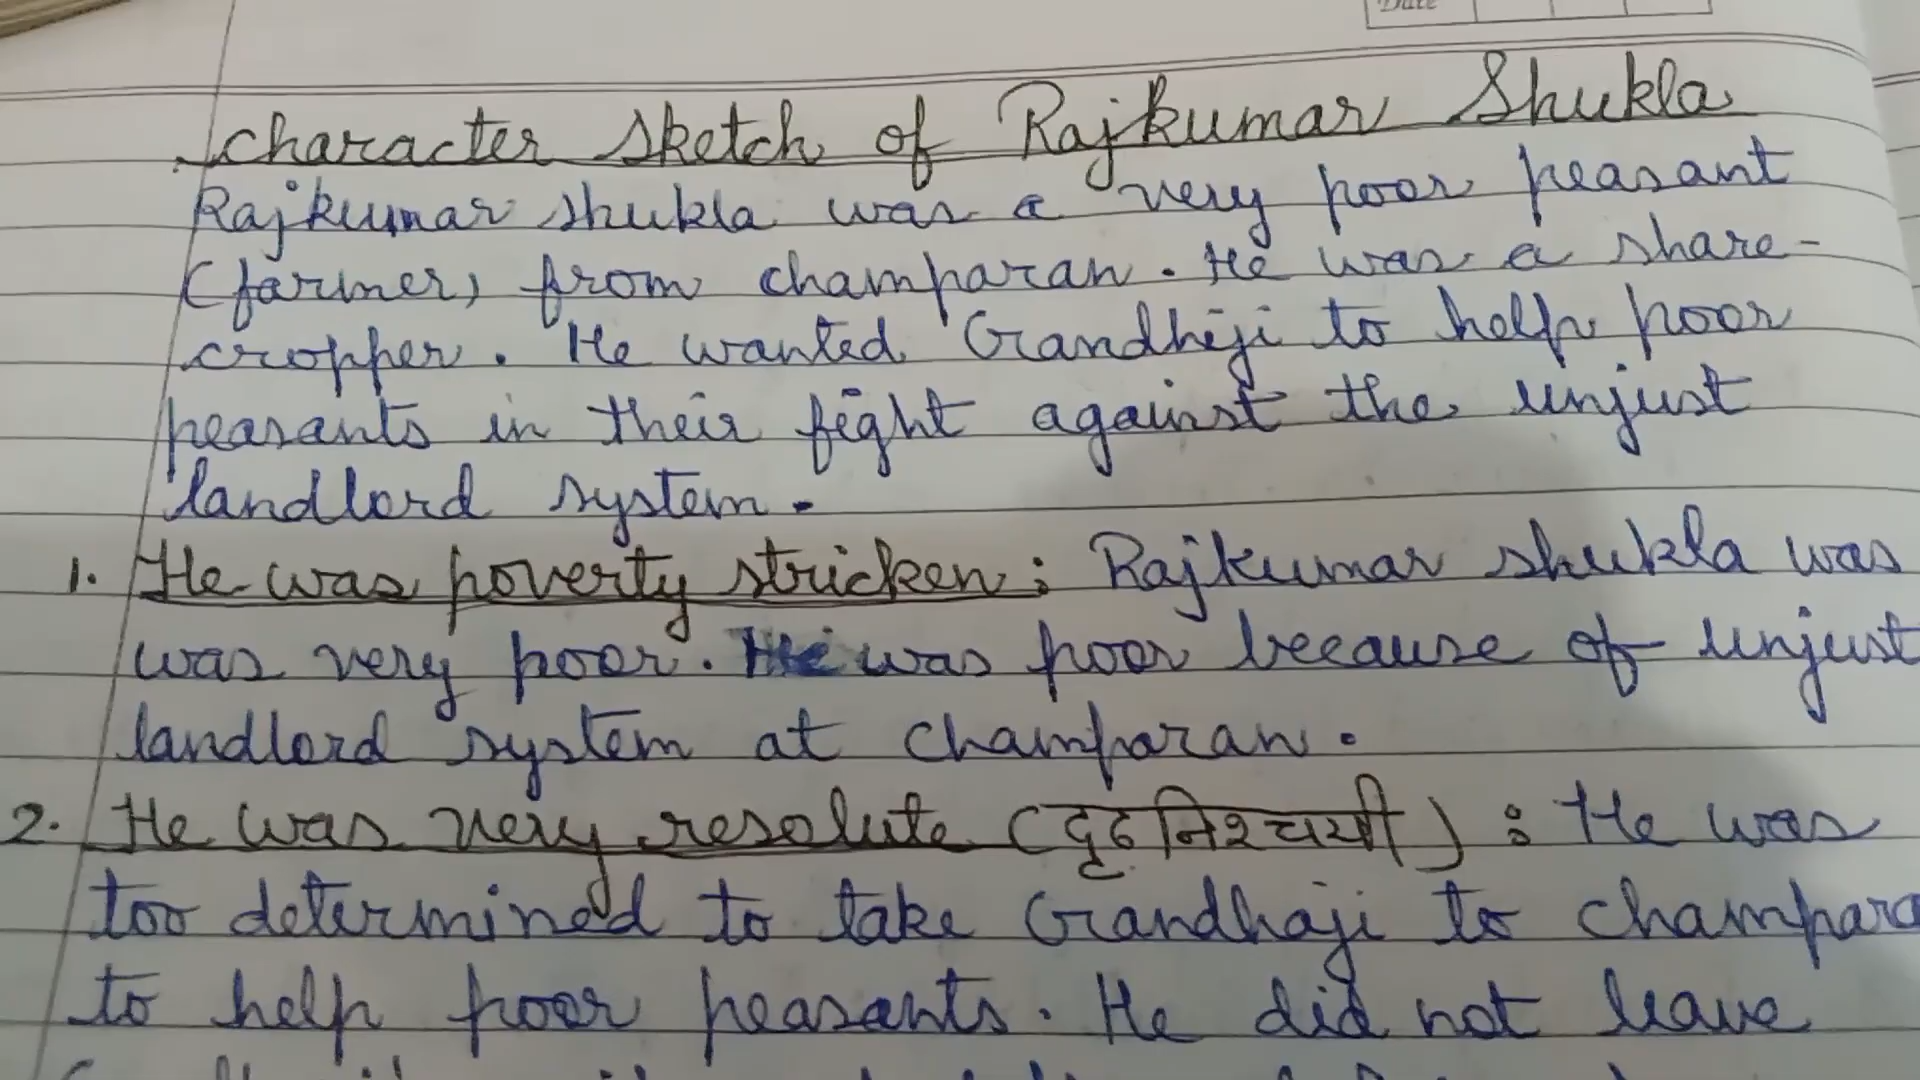 Date
character sketch of Rajkumar Shukla
Rajkumar shukla was a very poor peasant
(farmer) from champaran. He was a share-
cropper. He wanted Gandhiji to help poor
peasants in their fight against the unjust
landlord system.
1. He was poverty stricken: Rajkumar shukla was
was very poor. He was poor because of unjust
landlord system at champaran.
2. He was very resolute (दृढनिश्चयी) : He was
too determined to take Gandhaji to champara
to help poor peasants. He did not leave